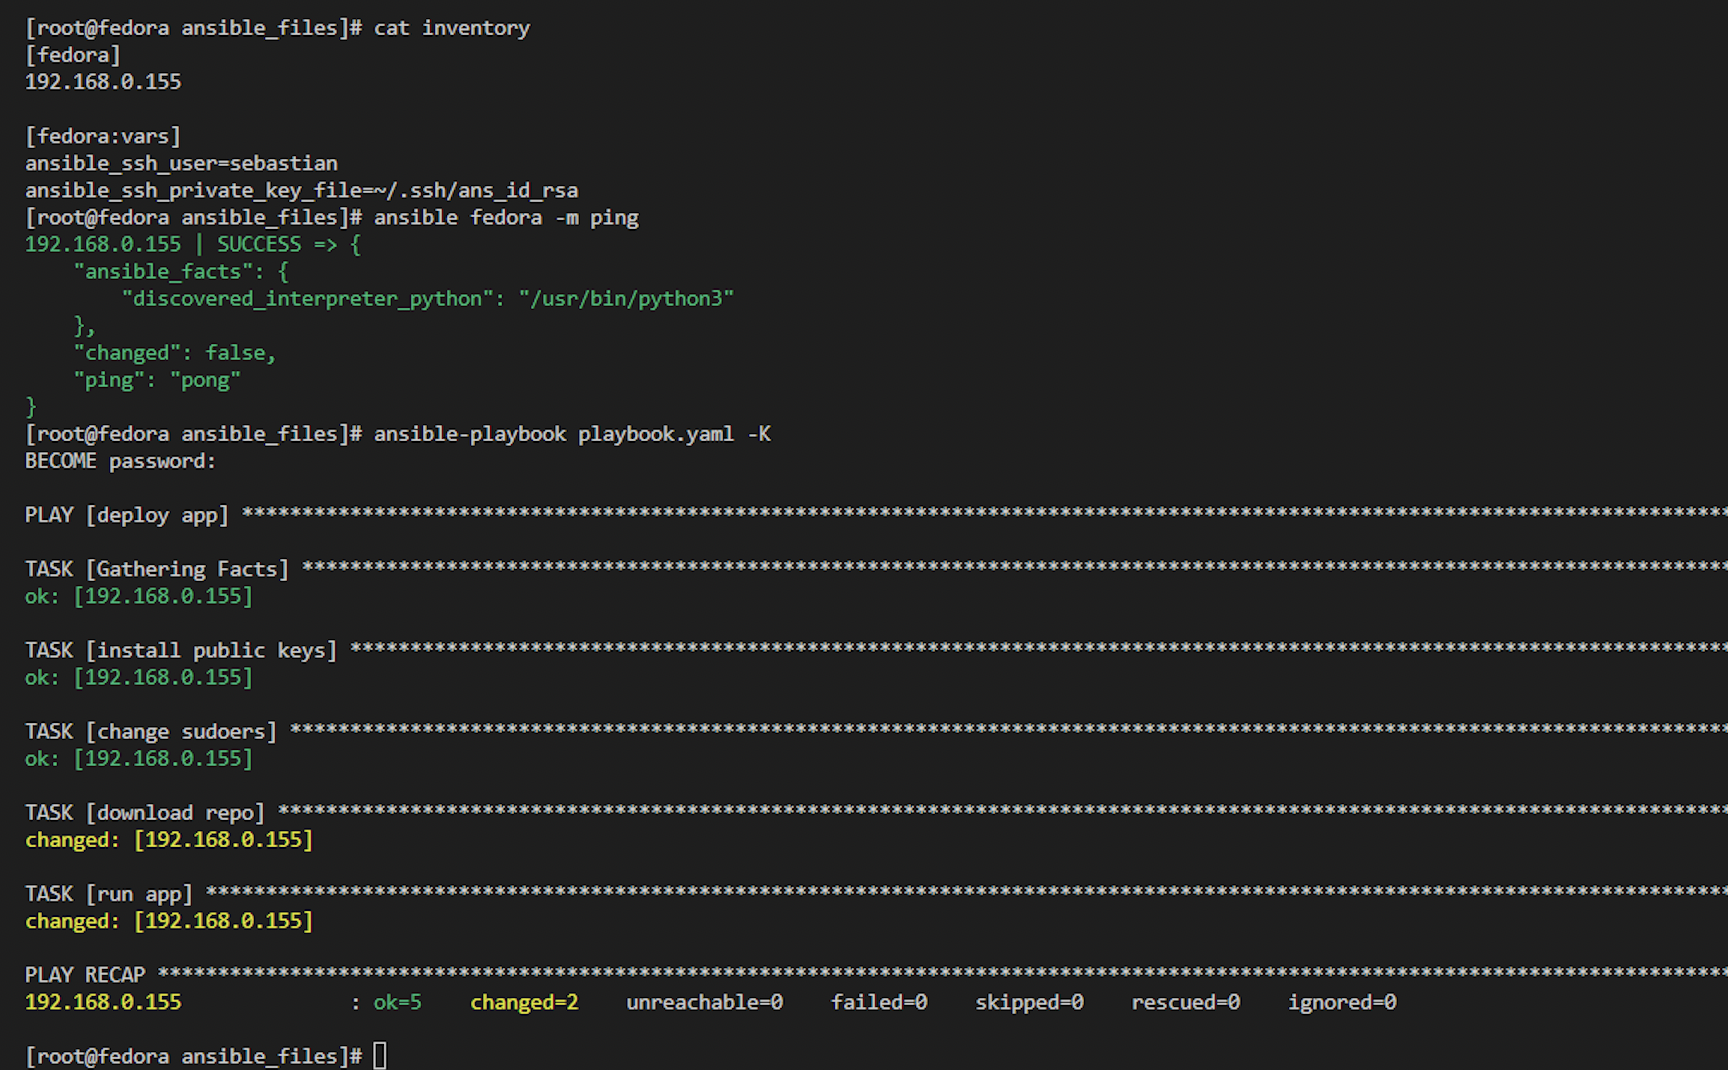 [root@fedora ansible_files]# cat inventory
[fedora]
192.168.0.155
[fedora:vars]
ansible_ssh_user=sebastian
ansible_ssh_private_key_file=~/.ssh/ans_id_rsa
[root@fedora ansible_files]# ansible fedora -m ping
192.168.0.155 | SUCCESS => {
    "ansible_facts": {
        "discovered_interpreter_python": "/usr/bin/python3"
    },
    "changed": false,
    "ping": "pong"
}
[root@fedora ansible_files]# ansible-playbook playbook.yaml -K
BECOME password:
PLAY [deploy app] ****************************************************************************************************************************
TASK [Gathering Facts] ***********************************************************************************************************************
ok: [192.168.0.155]
TASK [install public keys] *******************************************************************************************************************
ok: [192.168.0.155]
TASK [change sudoers] ************************************************************************************************************************
ok: [192.168.0.155]
TASK [download repo] *************************************************************************************************************************
changed: [192.168.0.155]
TASK [run app] *******************************************************************************************************************************
changed: [192.168.0.155]
PLAY RECAP ***********************************************************************************************************************************
192.168.0.155              : ok=5    changed=2    unreachable=0    failed=0    skipped=0    rescued=0    ignored=0
[root@fedora ansible_files]#